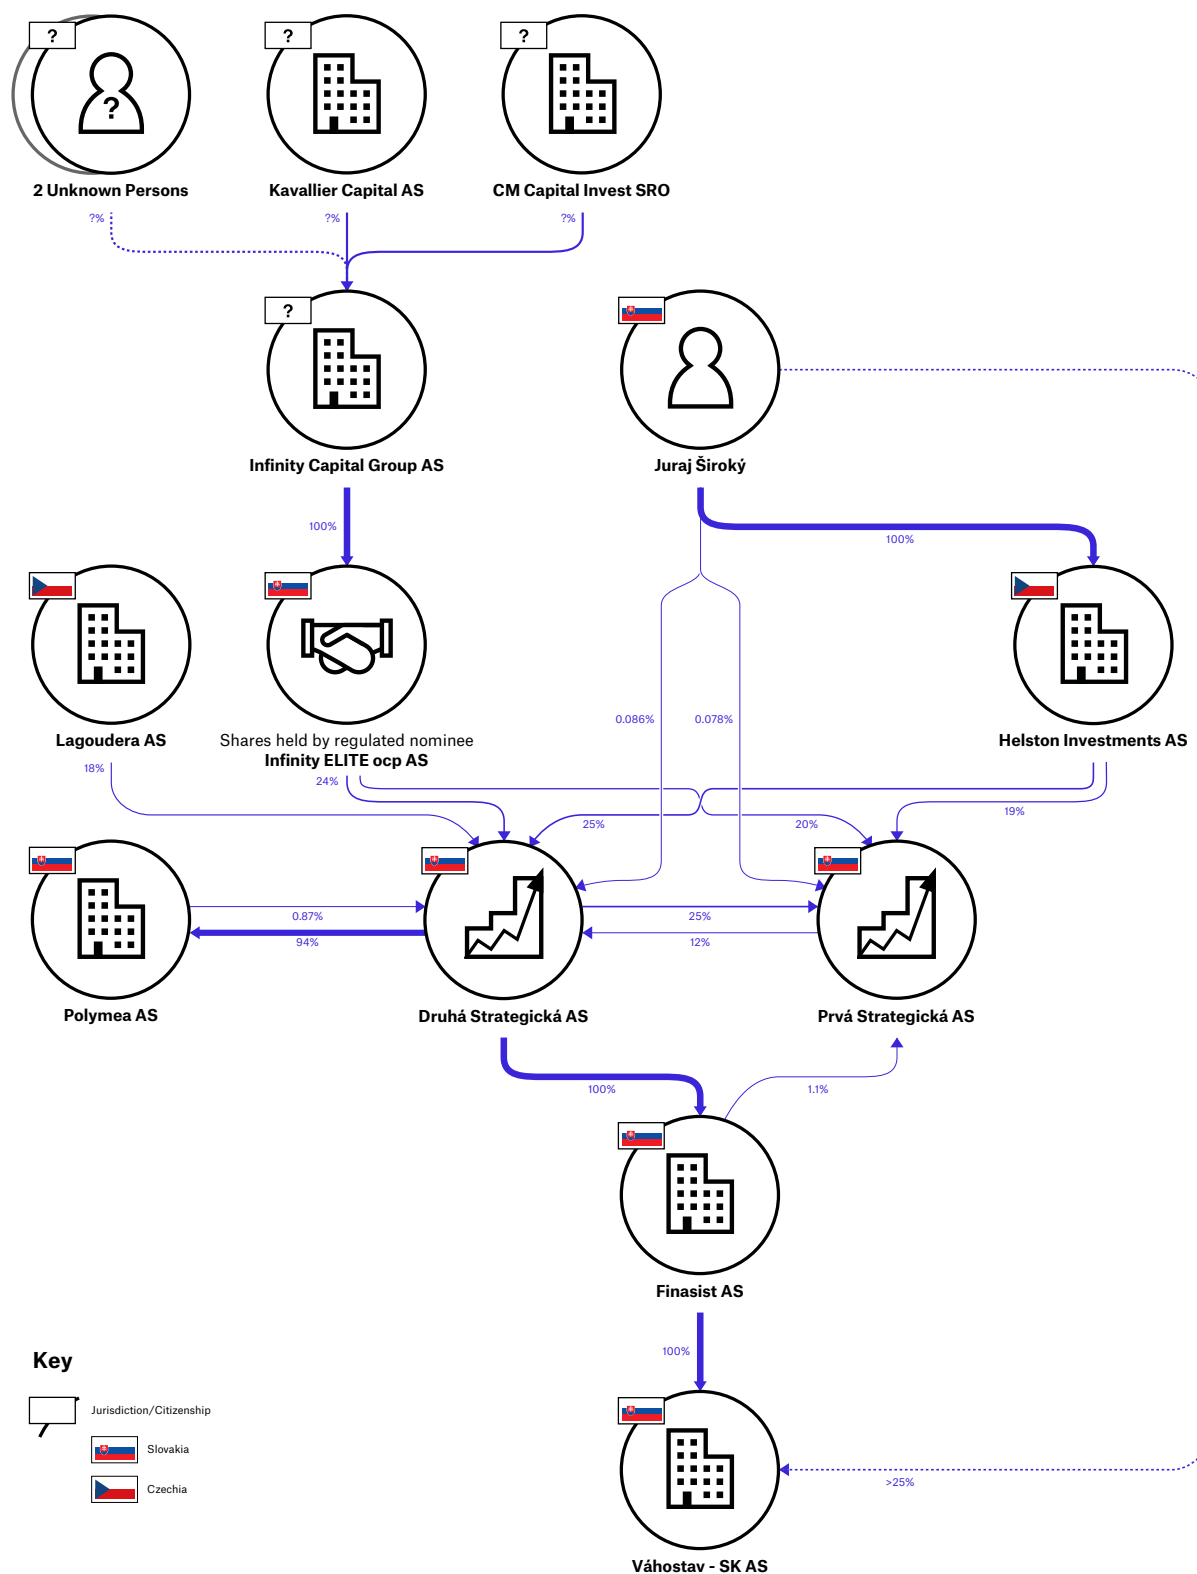 ? ? ?
?
2 Unknown Persons Kavallier Capital AS CM Capital Invest SRO
?% ?% ?%
?
Infinity Capital Group AS Juraj Široký
100% 100%
Lagoudera AS Shares held by regulated nominee
Infinity ELITE ocp AS
Helston Investments AS
0.086% 0.078%
18% 24% 25% 20% 19%
0.87% 25%
94% 12%
Polymea AS Druhá Strategická AS Prvá Strategická AS
100% 1.1%
Finasist AS
100%
Key
Jurisdiction/Citizenship
Slovakia
Czechia
>25%
Váhostav - SK AS